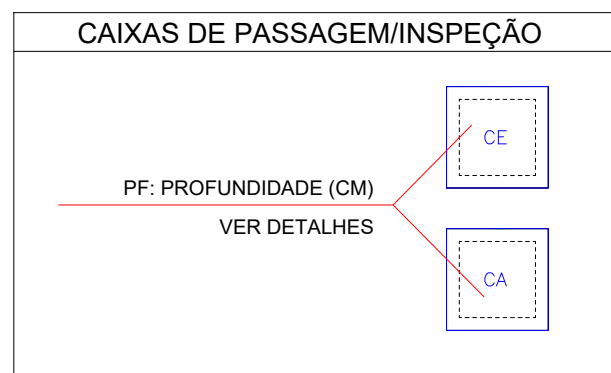 CAIXAS DE PASSAGEM/INSPEÇÃO
CE
PF: PROFUNDIDADE (CM)
VER DETALHES
CA